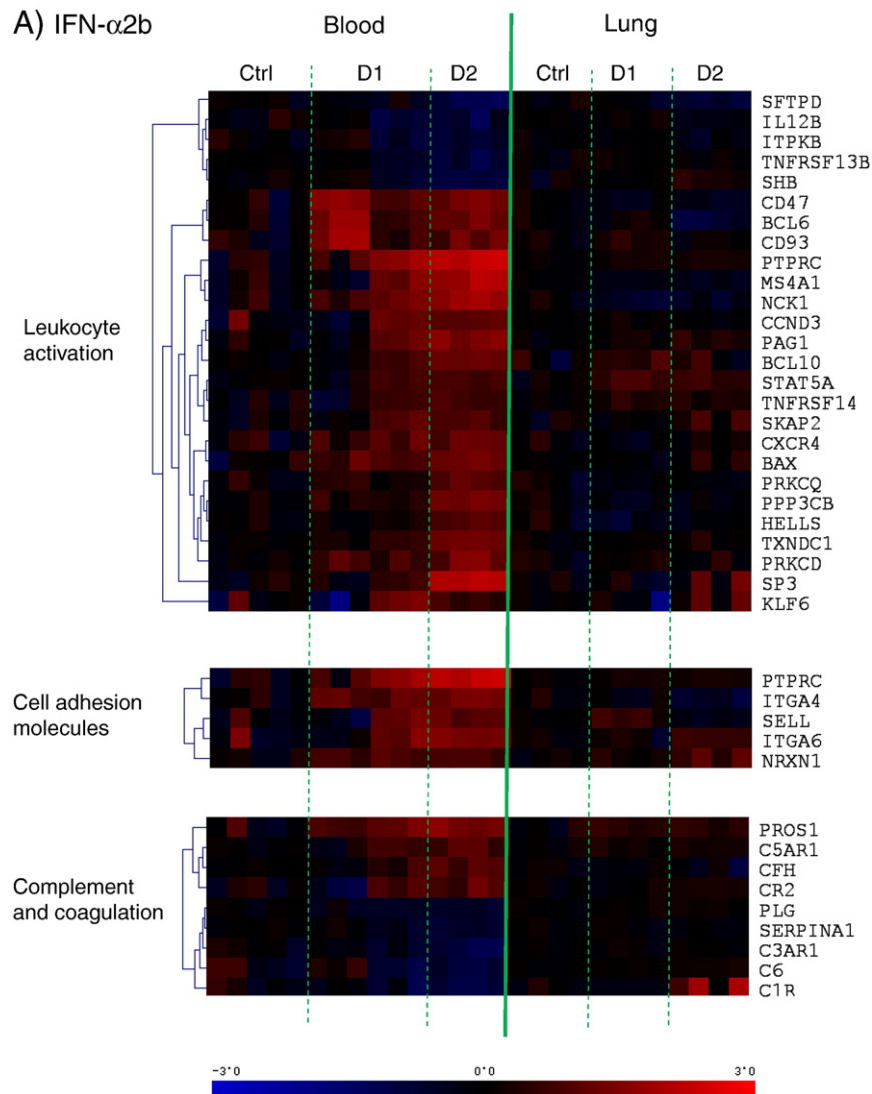 A) IFN-α2b
Blood
Lung
Ctrl D1 D2 Ctrl D1 D2
SFTPD
IL12B
ITPKB
TNFRSF13B
SHB
CD47
BCL6
CD93
PTPRC
MS4A1
NCK1
CCND3
PAG1
BCL10
STAT5A
TNFRSF14
SKAP2
CXCR4
BAX
PRKCQ
PPP3CB
HELLS
TXNDC1
PRKCD
SP3
KLF6
Leukocyte
activation
PTPRC
ITGA4
SELL
ITGA6
NRXN1
Cell adhesion
molecules
PROS1
C5AR1
CFH
CR2
PLG
SERPINA1
C3AR1
C6
C1R
Complement
and coagulation
-3.0 0.0 3.0